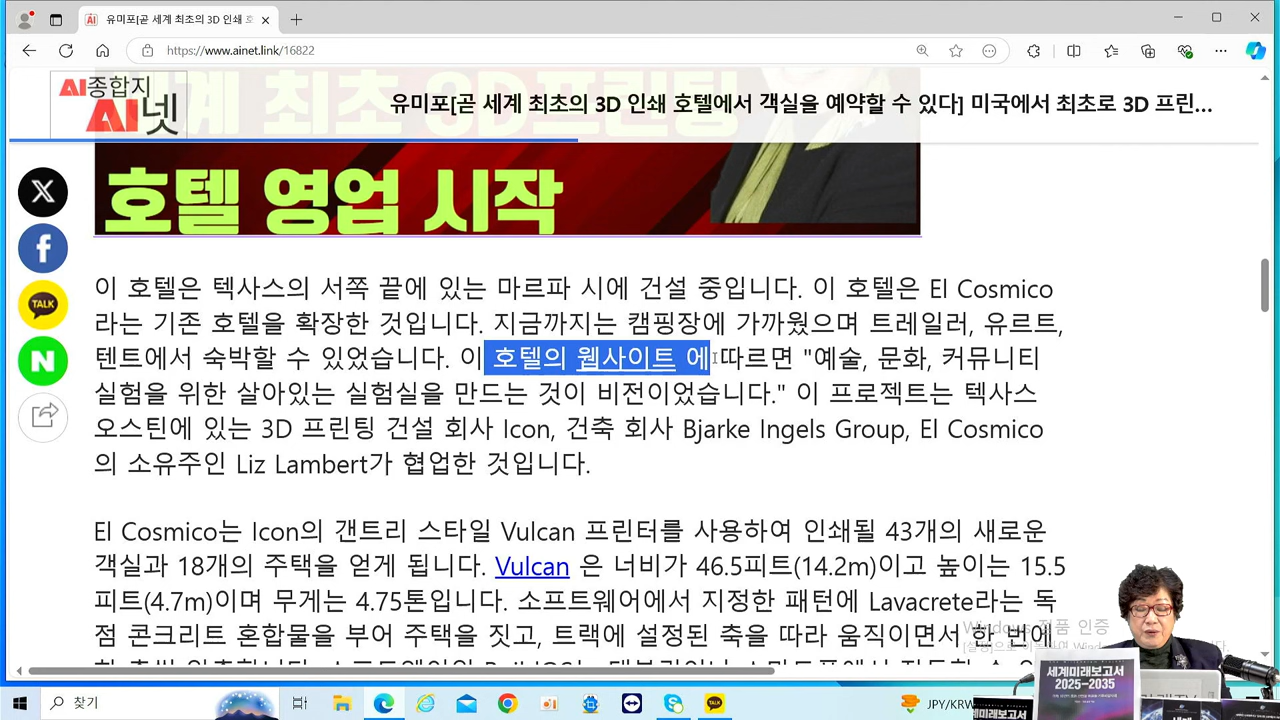 유미포[곧 세계 최초의 3D 인쇄 호
https://www.ainet.link/16822
AI종합지
AI넷
유미포[곧 세계 최초의 3D 인쇄 호텔에서 객실을 예약할 수 있다] 미국에서 최초로 3D 프린...
세계 최초 3D프린팅
호텔 영업 시작
TALK
N
이 호텔은 텍사스의 서쪽 끝에 있는 마르파 시에 건설 중입니다. 이 호텔은 El Cosmico
라는 기존 호텔을 확장한 것입니다. 지금까지는 캠핑장에 가까웠으며 트레일러, 유르트,
텐트에서 숙박할 수 있었습니다. 이 호텔의 웹사이트 에 따르면 "예술, 문화, 커뮤니티
실험을 위한 살아있는 실험실을 만드는 것이 비전이었습니다." 이 프로젝트는 텍사스
오스틴에 있는 3D 프린팅 건설 회사 Icon, 건축 회사 Bjarke Ingels Group, El Cosmico
의 소유주인 Liz Lambert가 협업한 것입니다.
El Cosmico는 Icon의 갠트리 스타일 Vulcan 프린터를 사용하여 인쇄될 43개의 새로운
객실과 18개의 주택을 얻게 됩니다. Vulcan 은 너비가 46.5피트(14.2m)이고 높이는 15.5
피트(4.7m)이며 무게는 4.75톤입니다. 소프트웨어에서 지정한 패턴에 Lavacrete라는 독
점 콘크리트 혼합물을 부어 주택을 짓고, 트랙에 설정된 축을 따라 움직이면서 한 번에
Windows 정품 인증
세계미래보고서
2025-2035
찾기
TALK
JPY/KRW